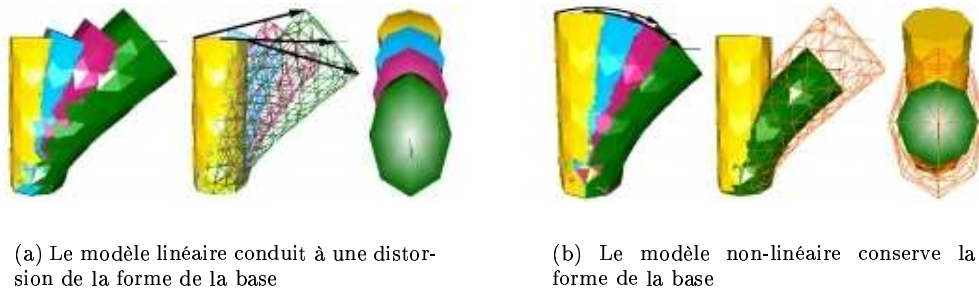 (a) Le modèle linéaire conduit à une distor-
sion de la forme de la base
(b) Le modèle non-linéaire conserve la
forme de la base